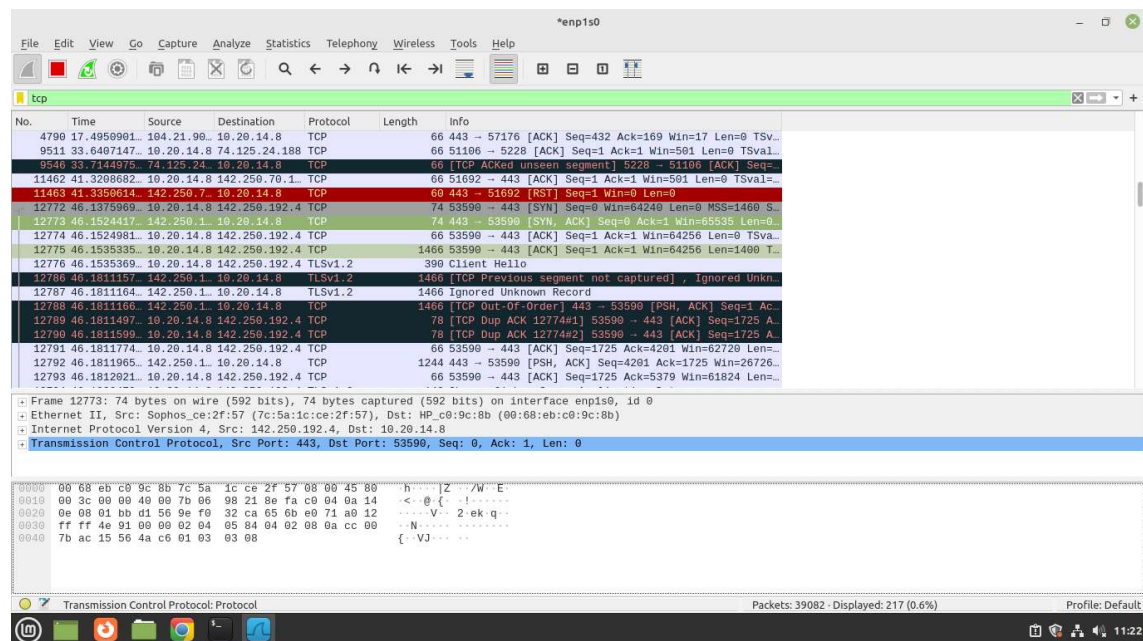 *enp1s0
File Edit View Go Capture Analyze Statistics Telephony Wireless Tools Help
tcp
No. Time Source Destination Protocol Length Info
4790 17.4950901… 104.21.90… 10.20.14.8 TCP 66 443 → 57176 [ACK] Seq=432 Ack=169 Win=17 Len=0 TSv…
9511 33.6407147… 10.20.14.8 74.125.24.188 TCP 66 51106 → 5228 [ACK] Seq=1 Ack=1 Win=501 Len=0 TSval…
9546 33.7144975… 74.125.24… 10.20.14.8 TCP 66 [TCP ACKed unseen segment] 5228 → 51106 [ACK] Seq=…
11462 41.3208682… 10.20.14.8 142.250.70.1… TCP 66 51692 → 443 [ACK] Seq=1 Ack=1 Win=501 Len=0 TSval=…
11463 41.3350614… 142.250.7… 10.20.14.8 TCP 60 443 → 51692 [RST] Seq=1 Win=0 Len=0
12772 46.1375969… 10.20.14.8 142.250.192.4 TCP 74 53590 → 443 [SYN] Seq=0 Win=64240 Len=0 MSS=1460 S…
12773 46.1524417… 142.250.1… 10.20.14.8 TCP 74 443 → 53590 [SYN, ACK] Seq=0 Ack=1 Win=65535 Len=0…
12774 46.1524981… 10.20.14.8 142.250.192.4 TCP 66 53590 → 443 [ACK] Seq=1 Ack=1 Win=64256 Len=0 TSva…
12775 46.1535335… 10.20.14.8 142.250.192.4 TCP 1466 53590 → 443 [ACK] Seq=1 Ack=1 Win=64256 Len=1400 T…
12776 46.1535369… 10.20.14.8 142.250.192.4 TLSv1.2 390 Client Hello
12786 46.1811157… 142.250.1… 10.20.14.8 TLSv1.2 1466 [TCP Previous segment not captured] , Ignored Unkn…
12787 46.1811164… 142.250.1… 10.20.14.8 TLSv1.2 1466 Ignored Unknown Record
12788 46.1811166… 142.250.1… 10.20.14.8 TCP 1466 [TCP Out-Of-Order] 443 → 53590 [PSH, ACK] Seq=1 Ac…
12789 46.1811497… 10.20.14.8 142.250.192.4 TCP 78 [TCP Dup ACK 12774#1] 53590 → 443 [ACK] Seq=1725 A…
12790 46.1811599… 10.20.14.8 142.250.192.4 TCP 78 [TCP Dup ACK 12774#2] 53590 → 443 [ACK] Seq=1725 A…
12791 46.1811774… 10.20.14.8 142.250.192.4 TCP 66 53590 → 443 [ACK] Seq=1725 Ack=4201 Win=62720 Len=…
12792 46.1811965… 142.250.1… 10.20.14.8 TCP 1244 443 → 53590 [PSH, ACK] Seq=4201 Ack=1725 Win=26726…
12793 46.1812021… 10.20.14.8 142.250.192.4 TCP 66 53590 → 443 [ACK] Seq=1725 Ack=5379 Win=61824 Len=…
Frame 12773: 74 bytes on wire (592 bits), 74 bytes captured (592 bits) on interface enp1s0, id 0
Ethernet II, Src: Sophos_ce:2f:57 (7c:5a:1c:ce:2f:57), Dst: HP_c0:9c:8b (00:68:eb:c0:9c:8b)
Internet Protocol Version 4, Src: 142.250.192.4, Dst: 10.20.14.8
Transmission Control Protocol, Src Port: 443, Dst Port: 53590, Seq: 0, Ack: 1, Len: 0
0000 00 68 eb c0 9c 8b 7c 5a 1c ce 2f 57 08 00 45 80 ·h····|Z ··/W··E·
0010 00 3c 00 00 40 00 7b 06 98 21 8e fa c0 04 0a 14 ·<··@·{· ·!······
0020 0e 08 01 bb d1 56 9e f0 32 ca 65 6b e0 71 a0 12 ·····V·· 2·ek·q··
0030 ff ff 4e 91 00 00 02 04 05 84 04 02 08 0a cc 00 ··N····· ········
0040 7b ac 15 56 4a c6 01 03 03 08 {··VJ··· ··
Transmission Control Protocol: Protocol Packets: 39082 · Displayed: 217 (0.6%) Profile: Default
11:22